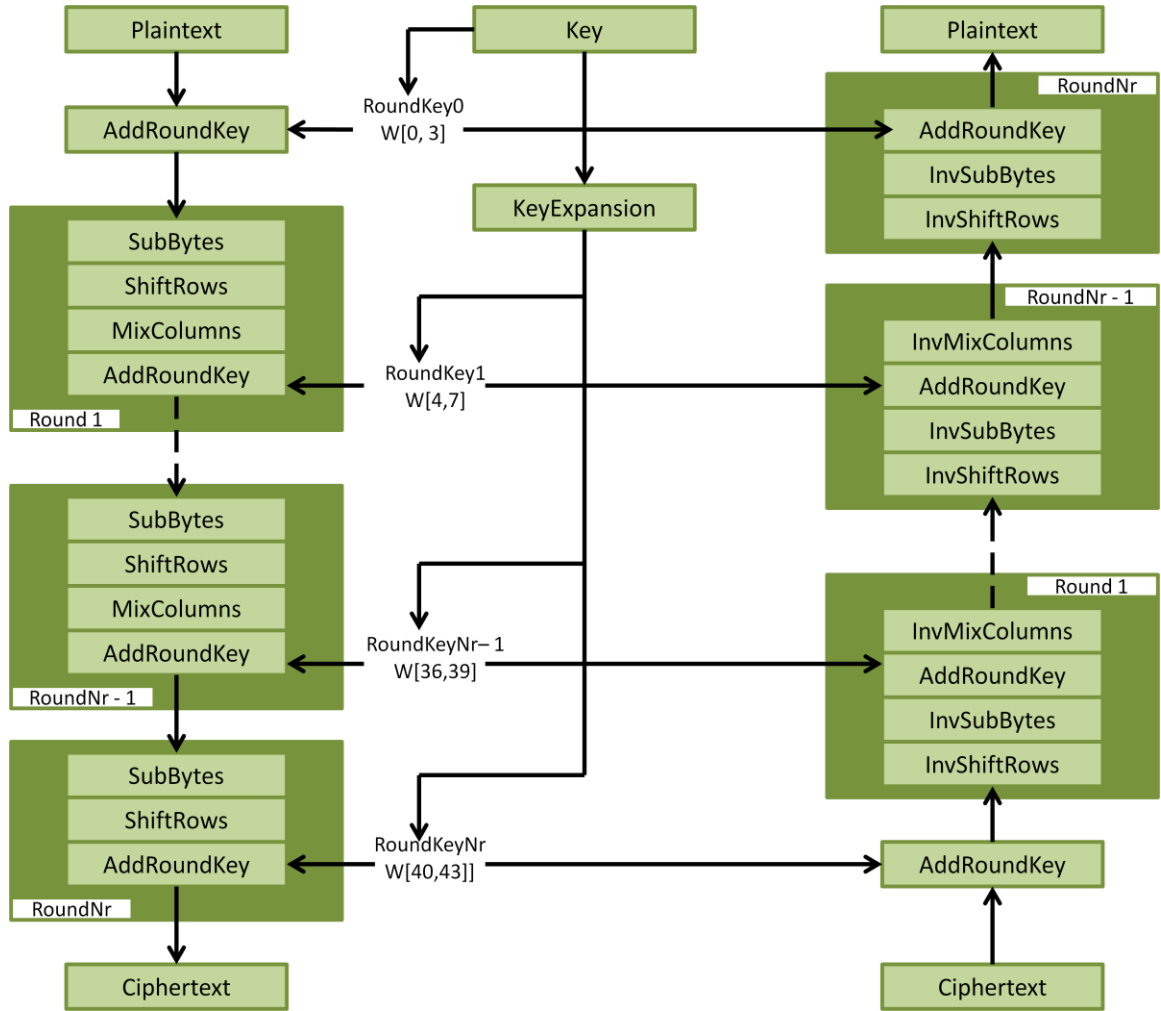 Plaintext
AddRoundKey
SubBytes
ShiftRows
MixColumns
AddRoundKey
Round 1
SubBytes
ShiftRows
MixColumns
AddRoundKey
RoundNr - 1
SubBytes
ShiftRows
AddRoundKey
RoundNr
Ciphertext
Key
RoundKey0
W[0, 3]
KeyExpansion
RoundKey1
W[4,7]
RoundKeyNr– 1
W[36,39]
RoundKeyNr
W[40,43]]
Plaintext
RoundNr
AddRoundKey
InvSubBytes
InvShiftRows
RoundNr - 1
InvMixColumns
AddRoundKey
InvSubBytes
InvShiftRows
Round 1
InvMixColumns
AddRoundKey
InvSubBytes
InvShiftRows
AddRoundKey
Ciphertext